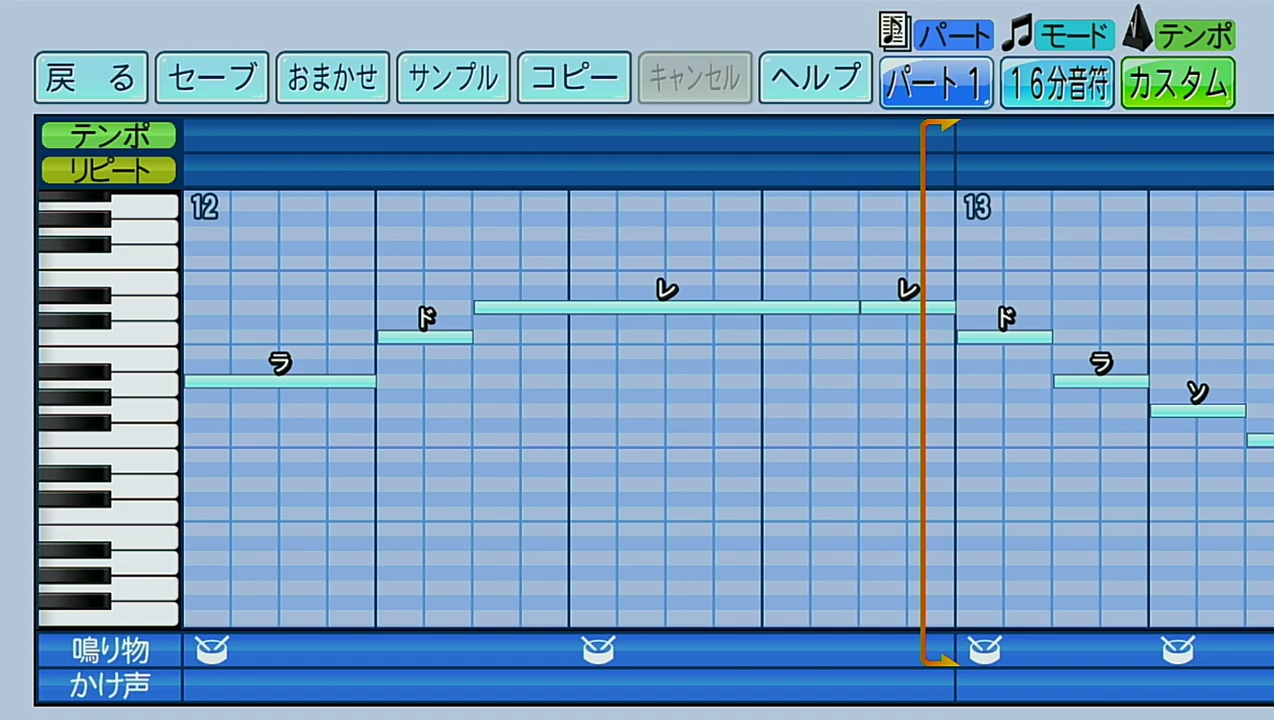 パート モード テンポ
戻 る セーブ おまかせ サンプル コピー キャンセル ヘルプ パート1 16分音符 カスタム
テンポ
リピート
12 13
レ レ
ド ド
ラ ラ
ソ
鳴り物
かけ声